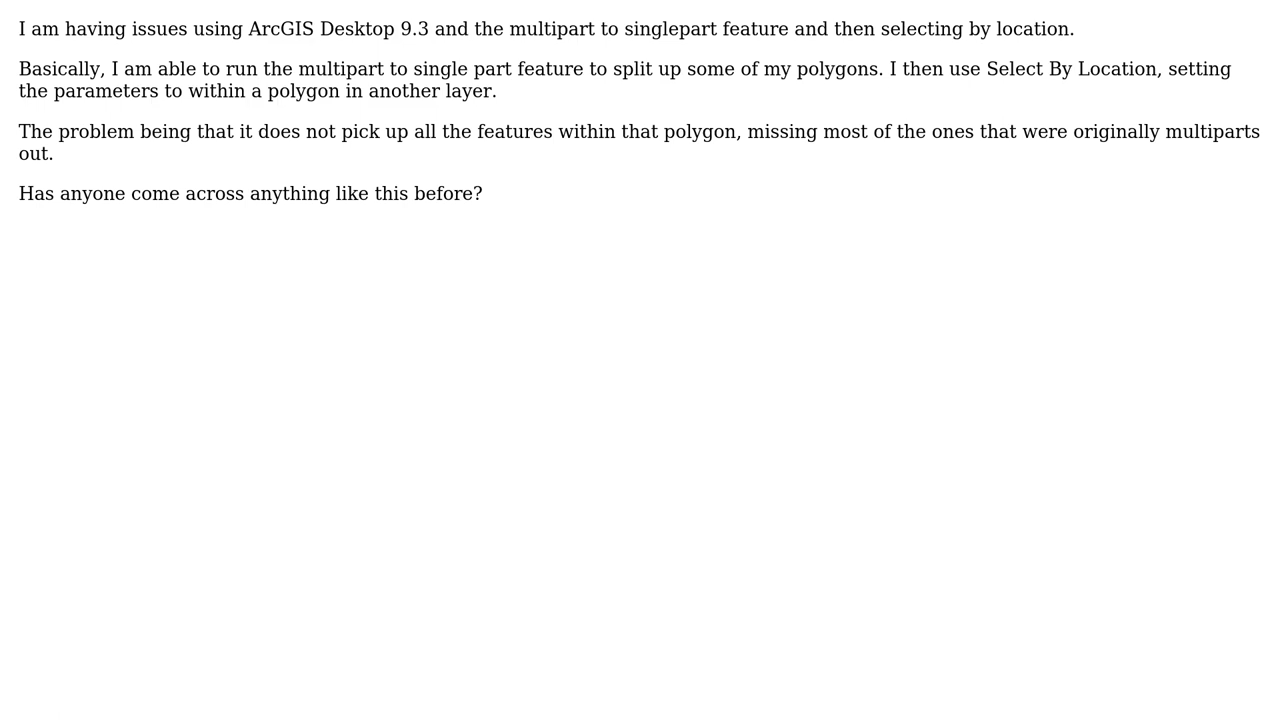 I am having issues using ArcGIS Desktop 9.3 and the multipart to singlepart feature and then selecting by location.
Basically, I am able to run the multipart to single part feature to split up some of my polygons. I then use Select By Location, setting
the parameters to within a polygon in another layer.
The problem being that it does not pick up all the features within that polygon, missing most of the ones that were originally multiparts
out.
Has anyone come across anything like this before?